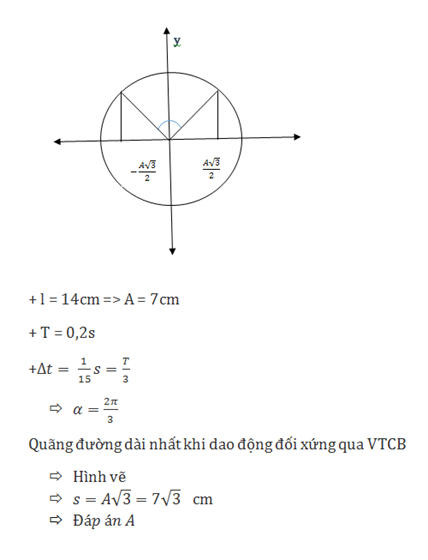 y
-A√3/2
A√3/2
+ l = 14cm => A = 7cm
+ T = 0,2s
+Δt = 1/15 s = T/3
⇨ α = 2π/3
Quãng đường dài nhất khi dao động đối xứng qua VTCB
⇨ Hình vẽ
⇨ s = A√3 = 7√3 cm
⇨ Đáp án A